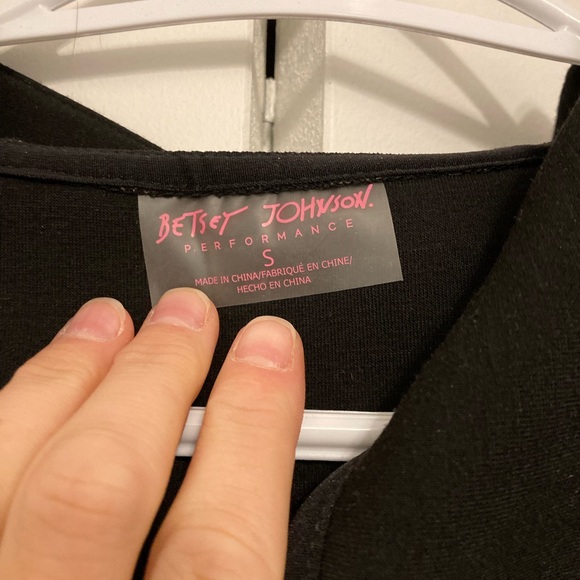 BETSEY JOHNSON.
PERFORMANCE
S
MADE IN CHINA/FABRIQUÉ EN CHINE/
HECHO EN CHINA